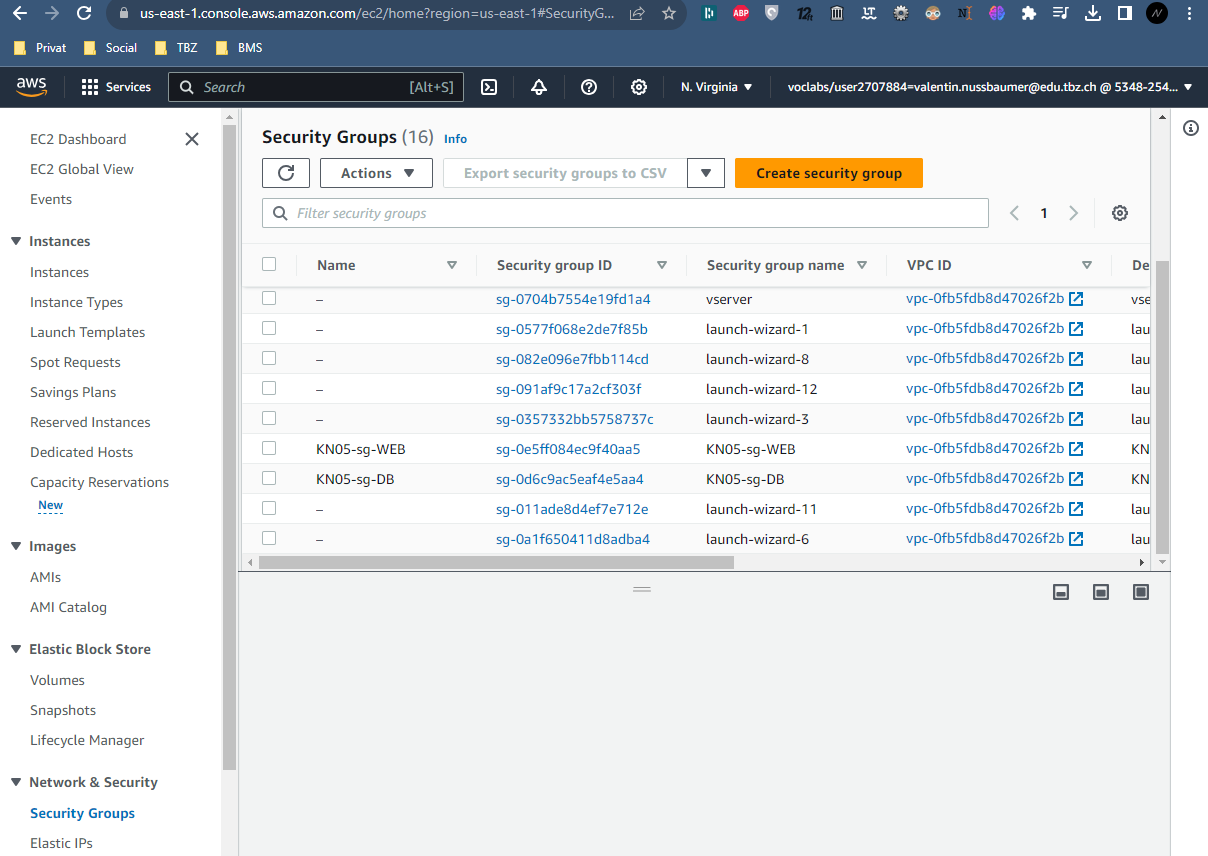 us-east-1.console.aws.amazon.com/ec2/home?region=us-east-1#SecurityG...
ABP
Privat Social TBZ BMS
aws Services Search [Alt+S] N. Virginia voclabs/user2707884=valentin.nussbaumer@edu.tbz.ch @ 5348-254...
EC2 Dashboard
EC2 Global View
Events
Instances
Instances
Instance Types
Launch Templates
Spot Requests
Savings Plans
Reserved Instances
Dedicated Hosts
Capacity Reservations
New
Images
AMIs
AMI Catalog
Elastic Block Store
Volumes
Snapshots
Lifecycle Manager
Network & Security
Security Groups
Elastic IPs
Security Groups (16) Info
Actions Export security groups to CSV Create security group
Filter security groups 1
Name Security group ID Security group name VPC ID De
– sg-0704b7554e19fd1a4 vserver vpc-0fb5fdb8d47026f2b vse
– sg-0577f068e2de7f85b launch-wizard-1 vpc-0fb5fdb8d47026f2b lau
– sg-082e096e7fbb114cd launch-wizard-8 vpc-0fb5fdb8d47026f2b lau
– sg-091af9c17a2cf303f launch-wizard-12 vpc-0fb5fdb8d47026f2b lau
– sg-0357332bb5758737c launch-wizard-3 vpc-0fb5fdb8d47026f2b lau
KN05-sg-WEB sg-0e5ff084ec9f40aa5 KN05-sg-WEB vpc-0fb5fdb8d47026f2b KN
KN05-sg-DB sg-0d6c9ac5eaf4e5aa4 KN05-sg-DB vpc-0fb5fdb8d47026f2b KN
– sg-011ade8d4ef7e712e launch-wizard-11 vpc-0fb5fdb8d47026f2b lau
– sg-0a1f650411d8adba4 launch-wizard-6 vpc-0fb5fdb8d47026f2b lau